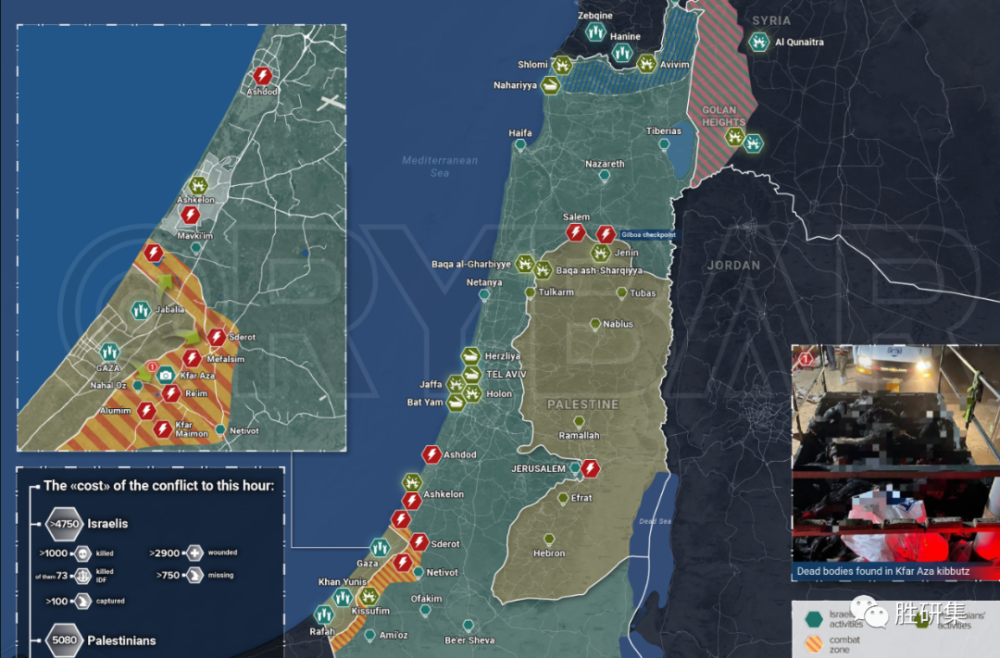 Ashdod
Ashkelon
Mavki'im
Jabalia
GAZA
Sderot
Mefalsim
1
Kfar Aza
Nahal Oz
Re'im
Alumim
Kfar
Maimon
Netivot
The «cost» of the conflict to this hour:
>4750 Israelis
>1000 killed
>2900 wounded
of them 73 killed
IDF
>750 missing
>100 captured
5080 Palestinians
Zebqine
Hanine
SYRIA
Al Qunaitra
Shlomi
Avivim
Nahariyya
GOLAN
HEIGHTS
Haifa
Tiberias
Mediterranean
Sea
Nazareth
Salem
Gilboa checkpoint
Jenin
Baqa al-Gharbiyye
Baqa ash-Sharqiyya
JORDAN
Netanya
Tulkarm
Tubas
RYBAR
Nablus
Herzliya
TEL AVIV
Jaffa
Holon
Bat Yam
PALESTINE
Ramallah
Ashdod
JERUSALEM
Ashkelon
Efrat
Dead Sea
Sderot
Hebron
Gaza
Netivot
Khan Yunis
Ofakim
Kissufim
Rafah
Ami'oz
Be'er Sheva
1
Dead bodies found in Kfar Aza kibbutz
activities
activities
combat
zone
胜研集